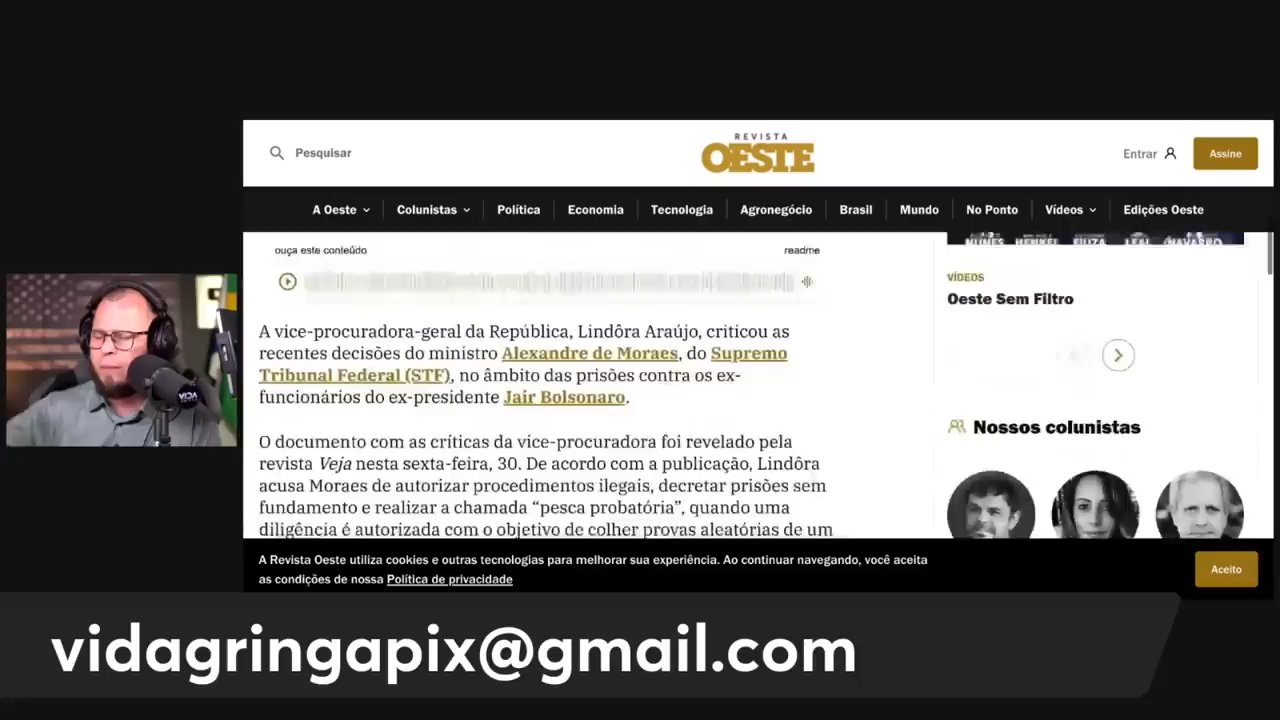 REVISTA
OESTE
Pesquisar
Entrar
Assine
A Oeste
Colunistas
Política
Economia
Tecnologia
Agronegócio
Brasil
Mundo
No Ponto
Vídeos
Edições Oeste
ouça este conteúdo
readme
A vice-procuradora-geral da República, Lindôra Araújo, criticou as
recentes decisões do ministro Alexandre de Moraes, do Supremo
Tribunal Federal (STF), no âmbito das prisões contra os ex-
funcionários do ex-presidente Jair Bolsonaro.
O documento com as críticas da vice-procuradora foi revelado pela
revista Veja nesta sexta-feira, 30. De acordo com a publicação, Lindôra
acusa Moraes de autorizar procedimentos ilegais, decretar prisões sem
fundamento e realizar a chamada “pesca probatória”, quando uma
diligência é autorizada com o objetivo de colher provas aleatórias de um
VÍDEOS
Oeste Sem Filtro
Nossos colunistas
A Revista Oeste utiliza cookies e outras tecnologias para melhorar sua experiência. Ao continuar navegando, você aceita
as condições de nossa Política de privacidade
Aceito
VIDA
vidagringapix@gmail.com